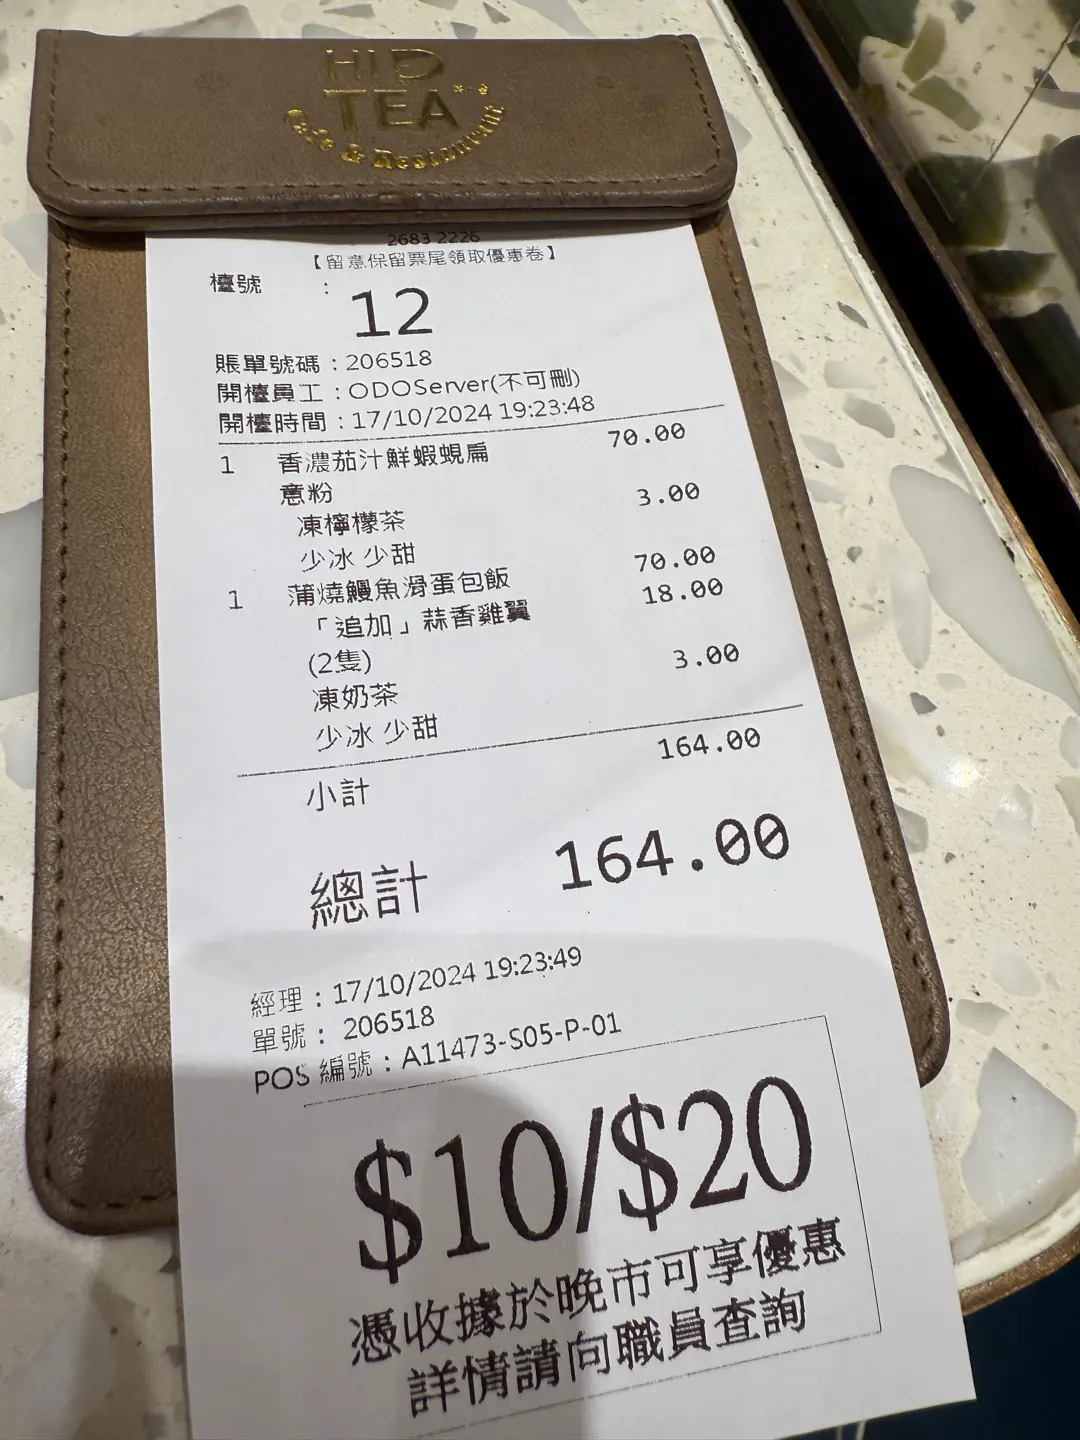 HIP
TEA
Cafe & Restaurant
2683 2226
【留意保留票尾領取優惠卷】
檯號 :
12
賬單號碼 : 206518
開檯員工 : ODOServer(不可刪)
開檯時間 : 17/10/2024 19:23:48
1 香濃茄汁鮮蝦蜆扁 70.00
意粉
凍檸檬茶 3.00
少冰 少甜
1 蒲燒鰻魚滑蛋包飯 70.00
「追加」蒜香雞翼 18.00
(2隻)
凍奶茶 3.00
少冰 少甜
小計 164.00
總計 164.00
經理 : 17/10/2024 19:23:49
單號 : 206518
POS 編號 : A11473-S05-P-01
$10/$20
憑收據於晚市可享優惠
詳情請向職員查詢